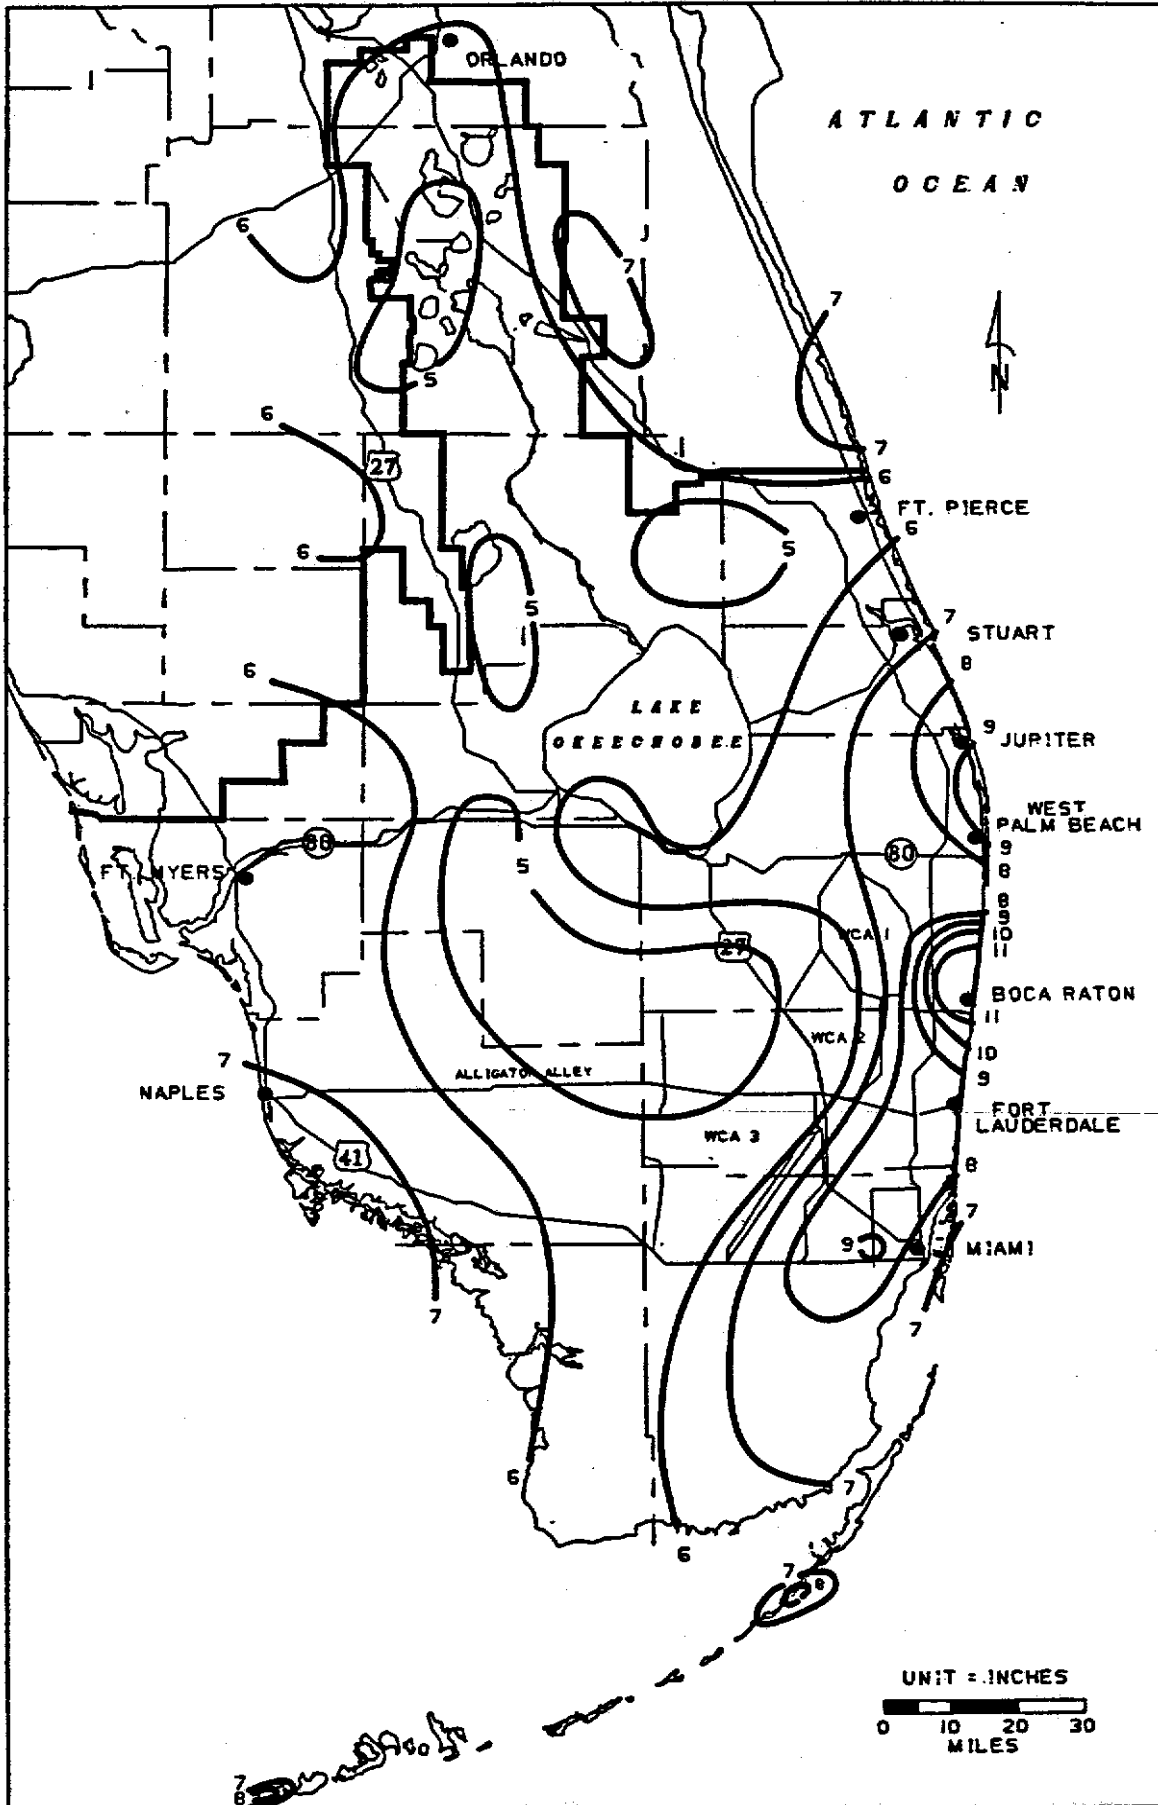 ORLANDO
ATLANTIC
OCEAN
6
7
7
N
5
6
27
7
6
FT. PIERCE
6
5
6
5
7
STUART
8
6
LAKE
OKEECHOBEE
9
JUPITER
WEST
PALM BEACH
80
80
9
5
8
FT. MYERS
8
9
WCA 1
10
27
11
BOCA RATON
11
WCA 2
10
7
ALLIGATOR ALLEY
9
NAPLES
FORT
LAUDERDALE
WCA 3
41
8
7
9
MIAMI
7
7
6
7
6
7
8
UNIT = INCHES
0 10 20 30
MILES
7
8